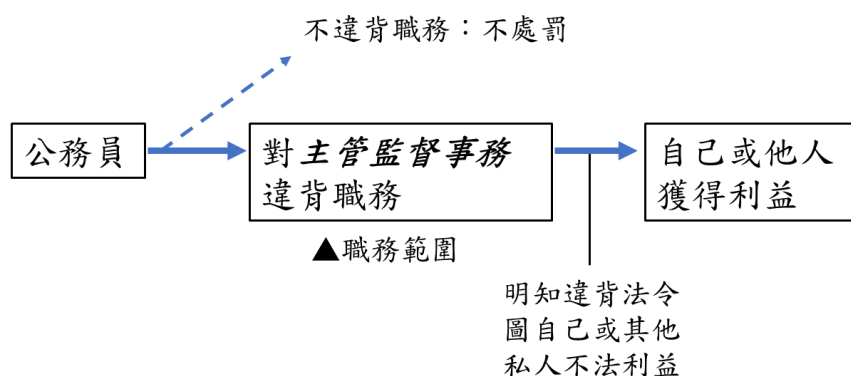 不違背職務：不處罰
公務員
對主管監督事務
違背職務
自己或他人
獲得利益
▲職務範圍
明知違背法令
圖自己或其他
私人不法利益